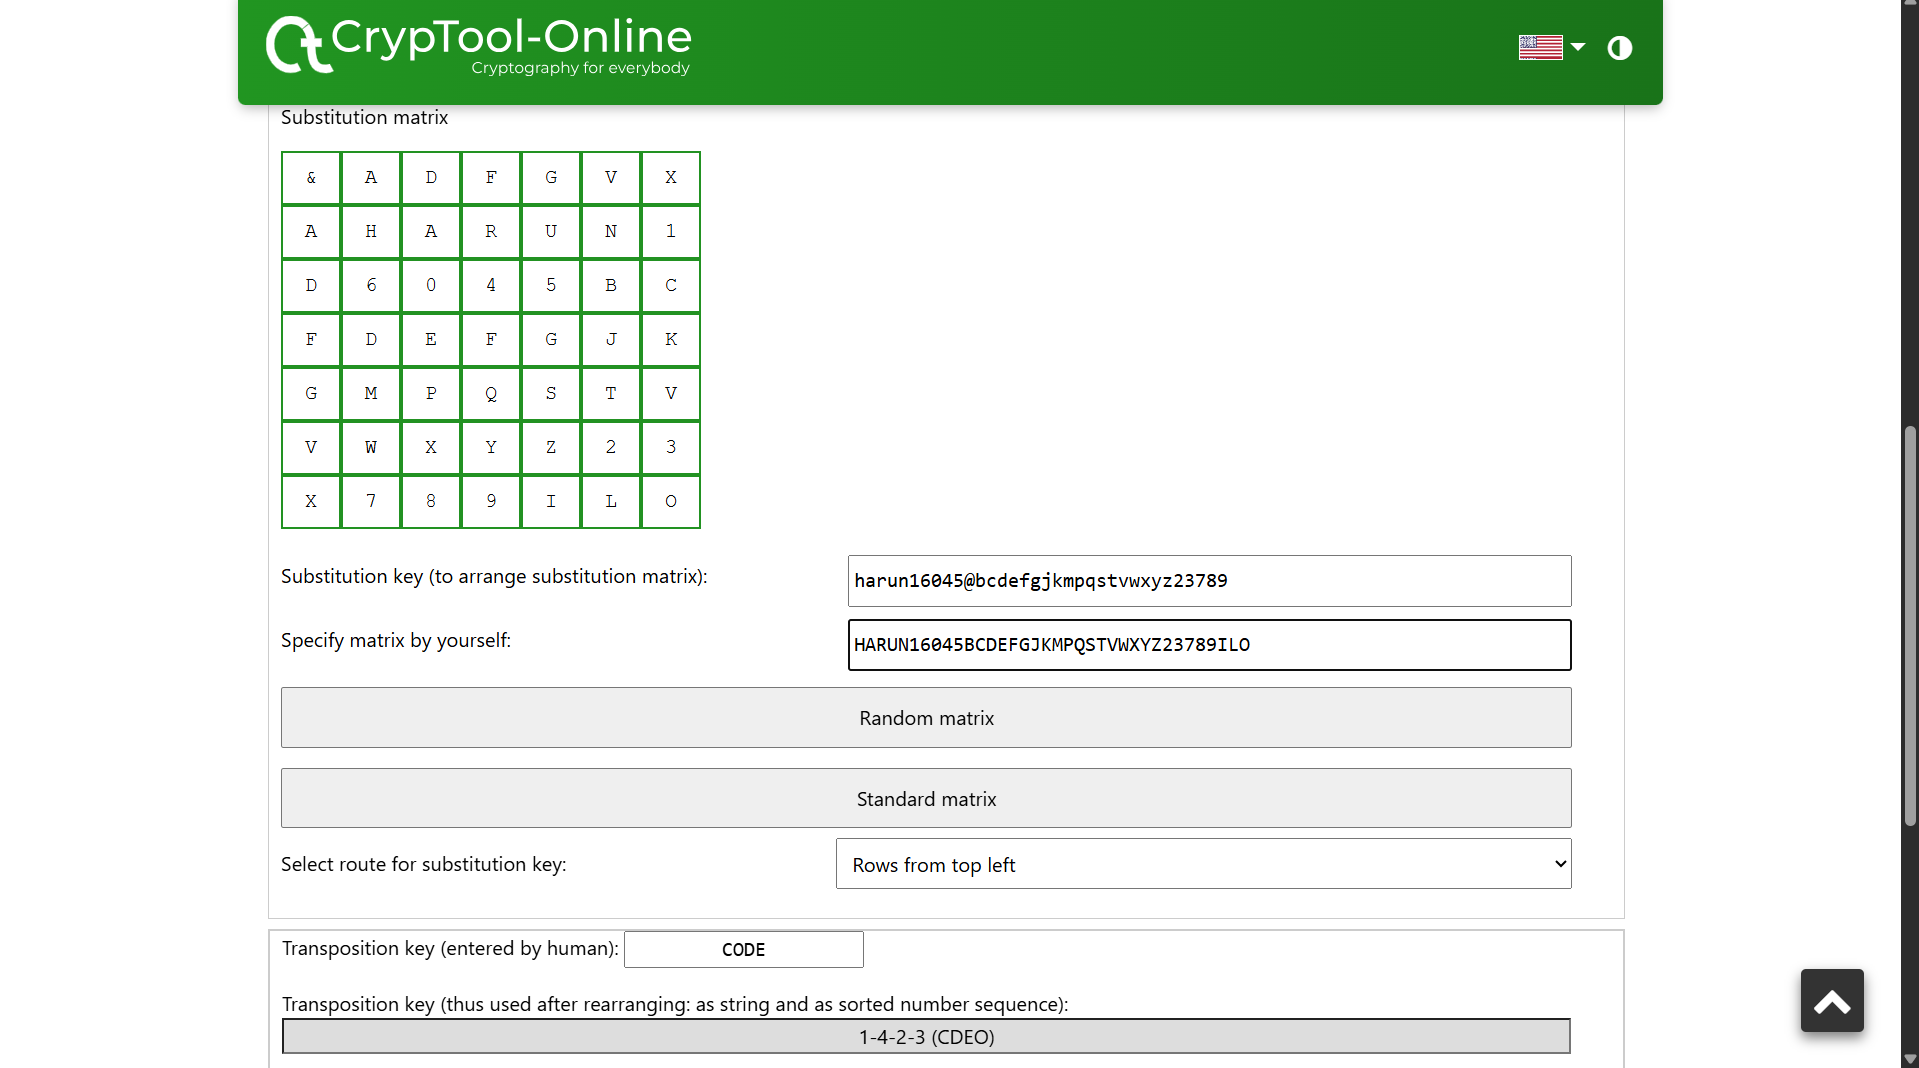 CrypTool-Online
Cryptography for everybody
Substitution matrix
& A D F G V X
A H A R U N 1
D 6 0 4 5 B C
F D E F G J K
G M P Q S T V
V W X Y Z 2 3
X 7 8 9 I L O
Substitution key (to arrange substitution matrix): harun16045@bcdefgjkmpqstvwxyz23789
Specify matrix by yourself: HARUN16045BCDEFGJKMPQSTVWXYZ23789ILO
Random matrix
Standard matrix
Select route for substitution key: Rows from top left
Transposition key (entered by human): CODE
Transposition key (thus used after rearranging: as string and as sorted number sequence):
1-4-2-3 (CDEO)